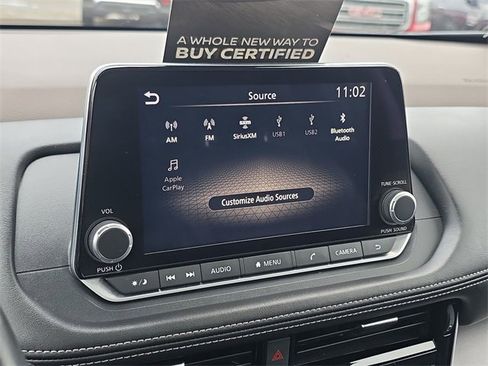 A WHOLE NEW WAY TO
BUY CERTIFIED
Source
11:02
AM
FM
SiriusXM
USB1
USB2
Bluetooth
Audio
Apple
CarPlay
Customize Audio Sources
VOL
PUSH
TUNE·SCROLL
PUSH SOUND
AUDIO
MENU
CAMERA